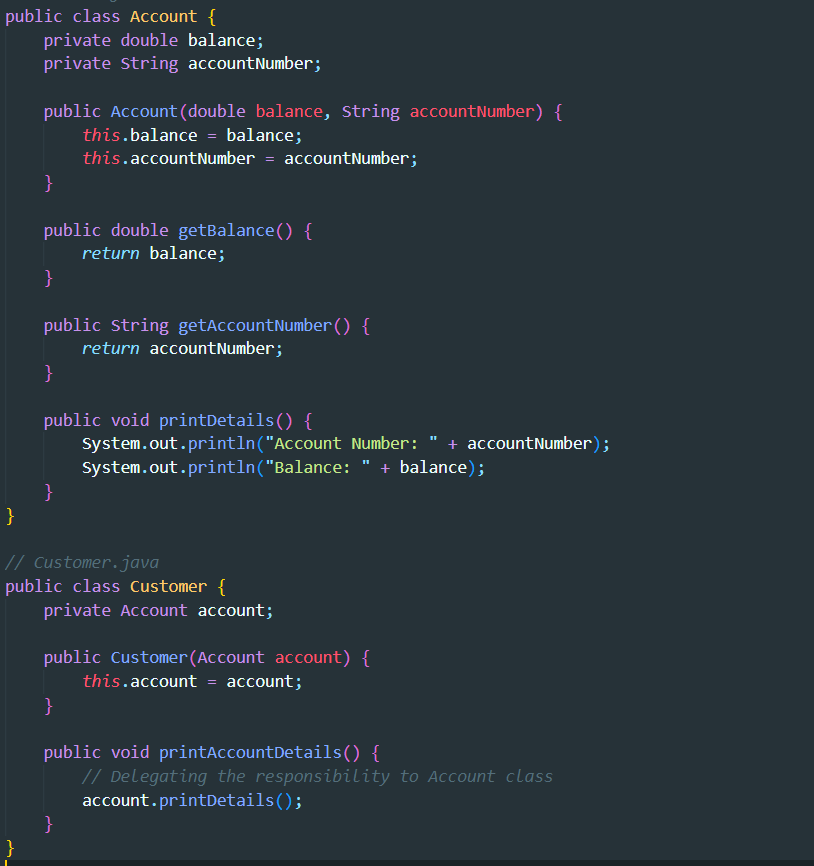 public class Account {
    private double balance;
    private String accountNumber;

    public Account(double balance, String accountNumber) {
        this.balance = balance;
        this.accountNumber = accountNumber;
    }

    public double getBalance() {
        return balance;
    }

    public String getAccountNumber() {
        return accountNumber;
    }

    public void printDetails() {
        System.out.println("Account Number: " + accountNumber);
        System.out.println("Balance: " + balance);
    }
}

// Customer.java
public class Customer {
    private Account account;

    public Customer(Account account) {
        this.account = account;
    }

    public void printAccountDetails() {
        // Delegating the responsibility to Account class
        account.printDetails();
    }
}